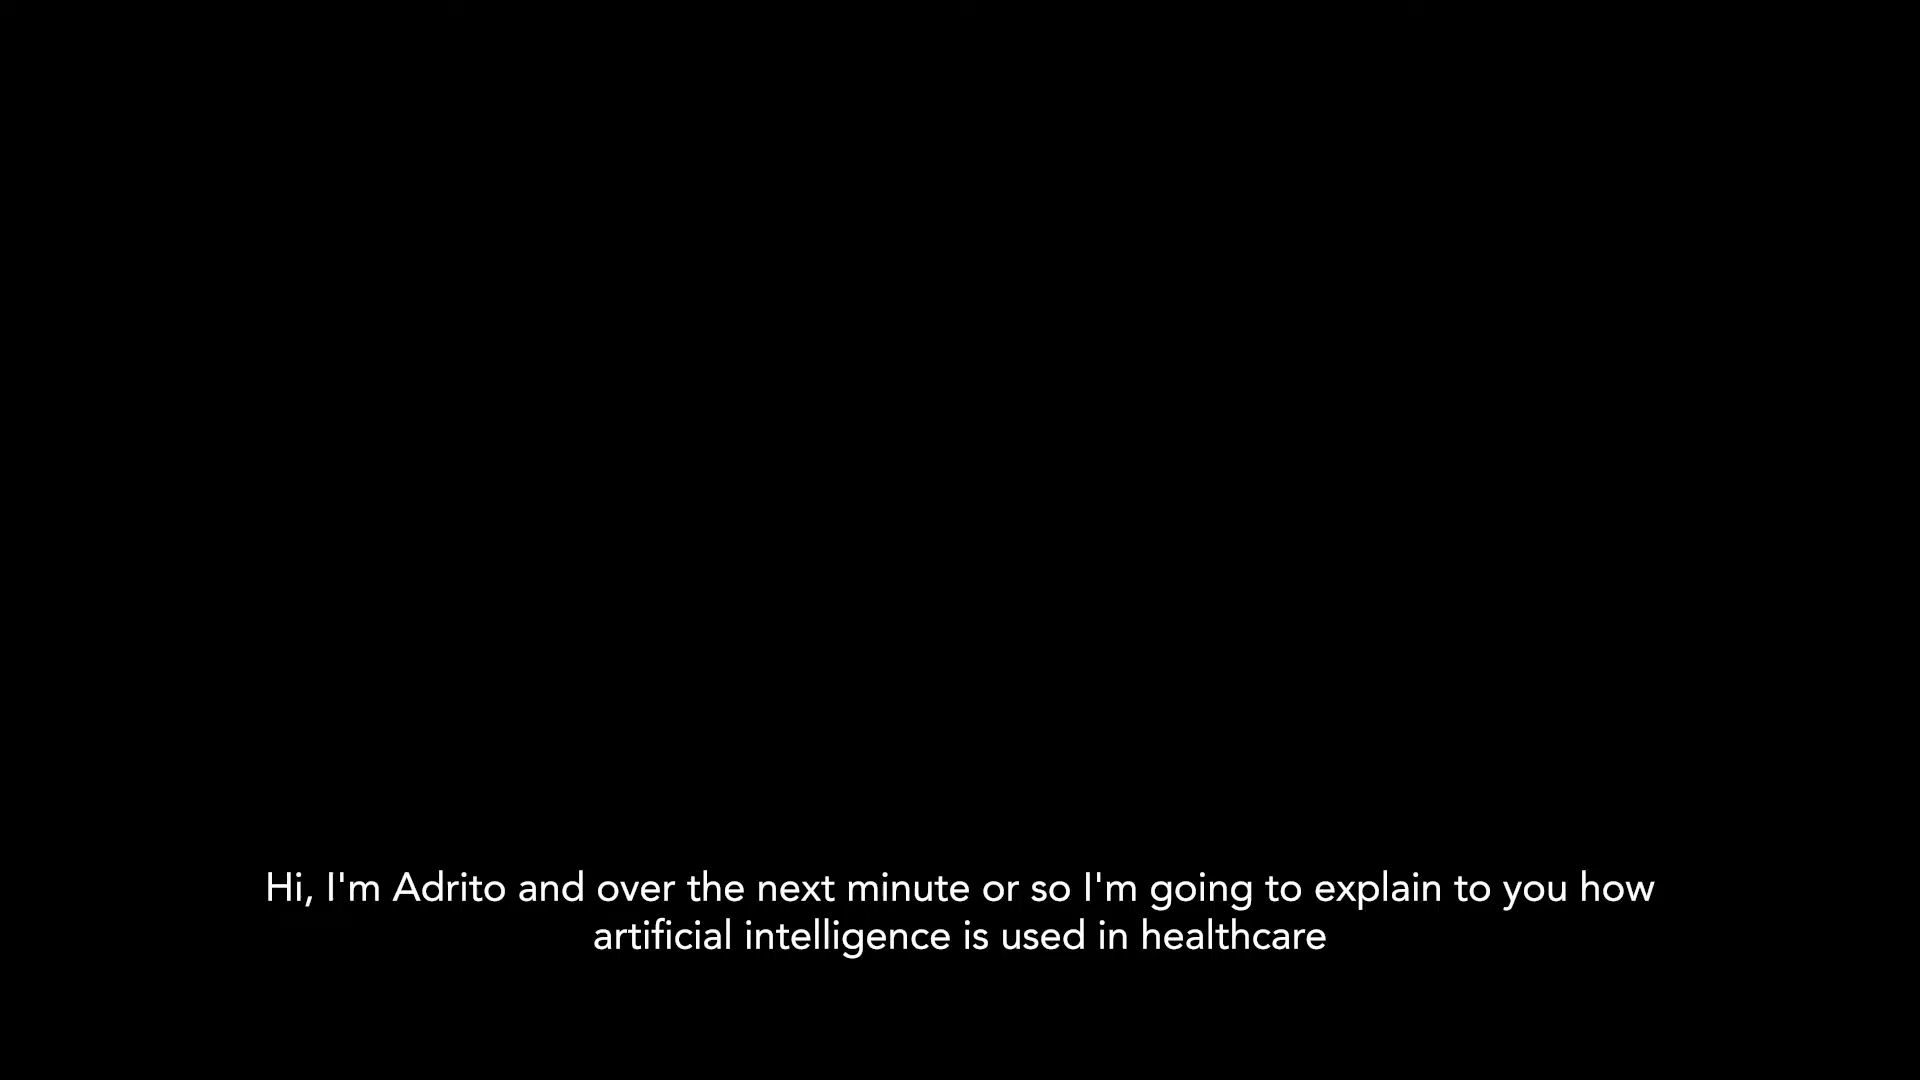 Hi, I'm Adrito and over the next minute or so I'm going to explain to you how
artificial intelligence is used in healthcare